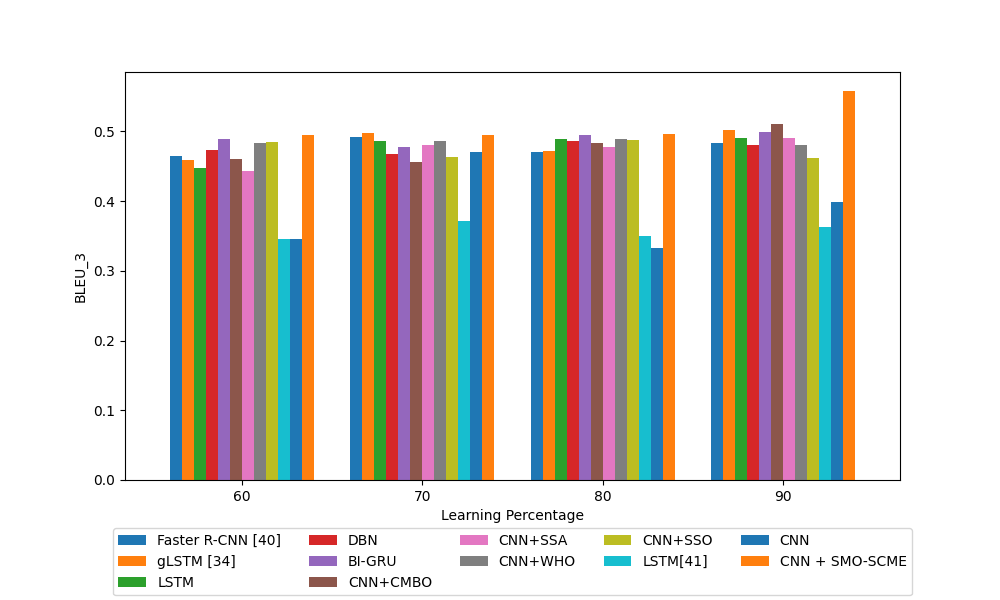 0.5
0.4
0.3
0.2
0.1
0.0
BLEU_3
60 70 80 90
Learning Percentage
Faster R-CNN [40] DBN CNN+SSA CNN+SSO CNN
gLSTM [34] BI-GRU CNN+WHO LSTM[41] CNN + SMO-SCME
LSTM CNN+CMBO